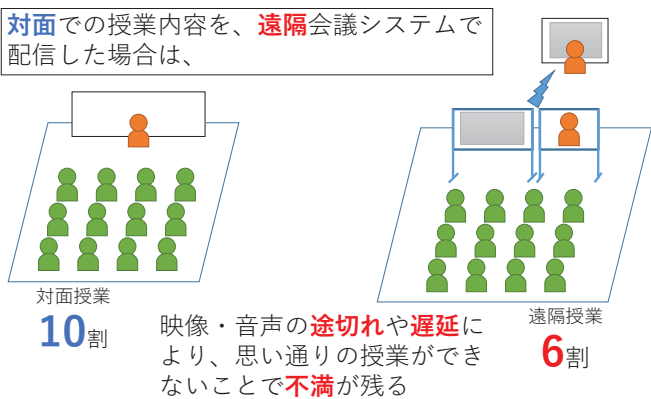 対面での授業内容を、遠隔会議システムで
配信した場合は、
対面授業
10割
映像・音声の途切れや遅延に
より、思い通りの授業ができ
ないことで不満が残る
遠隔授業
6割